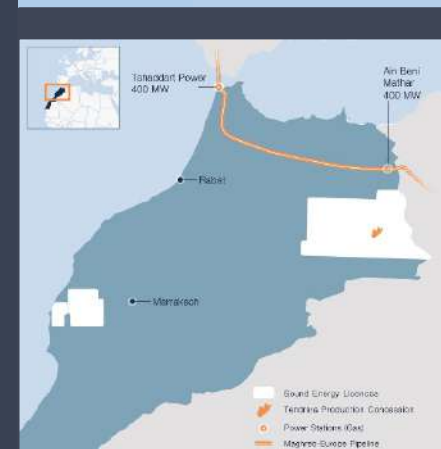 Tahaddart Power
400 MW
Ain Beni
Mathar
400 MW
Rabat
Marrakech
Sound Energy Licences
Tendrara Production Concession
Power Stations (Gas)
Maghreb-Europe Pipeline